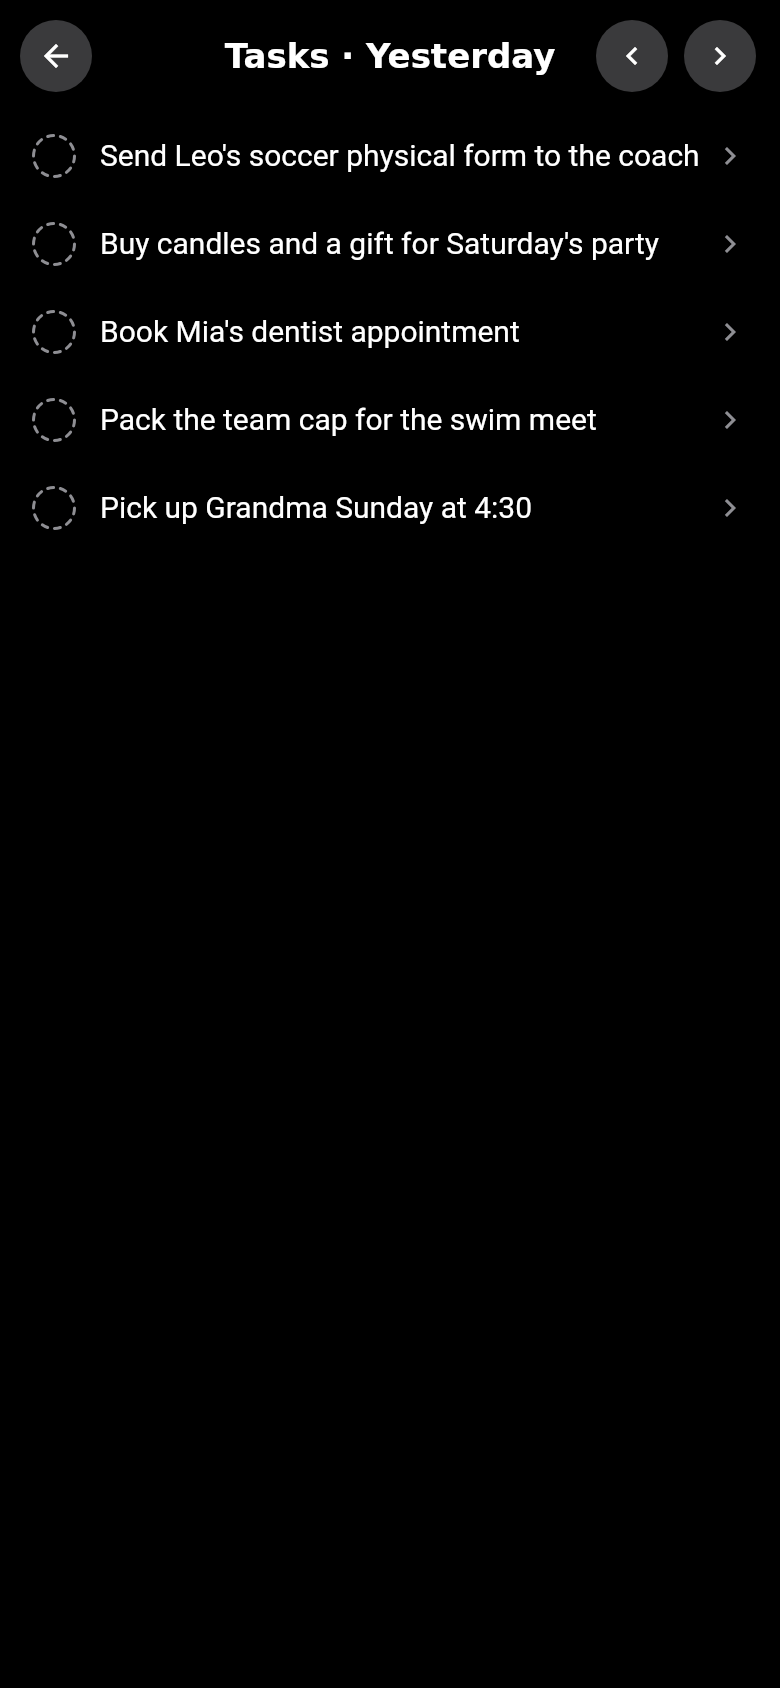 Tasks · Yesterday
Send Leo's soccer physical form to the coach
Buy candles and a gift for Saturday's party
Book Mia's dentist appointment
Pack the team cap for the swim meet
Pick up Grandma Sunday at 4:30